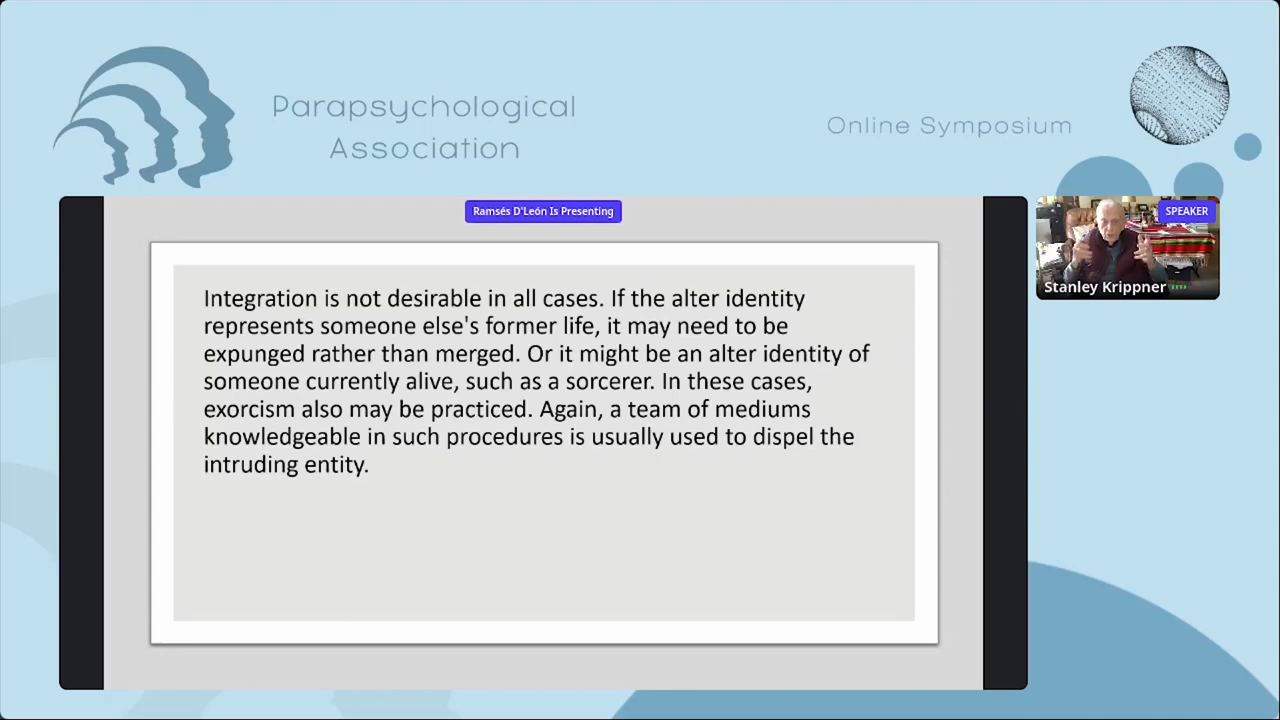 Parapsychological
Association
Online Symposium
Ramsés D'León Is Presenting
SPEAKER
Stanley Krippner
Integration is not desirable in all cases. If the alter identity
represents someone else's former life, it may need to be
expunged rather than merged. Or it might be an alter identity of
someone currently alive, such as a sorcerer. In these cases,
exorcism also may be practiced. Again, a team of mediums
knowledgeable in such procedures is usually used to dispel the
intruding entity.